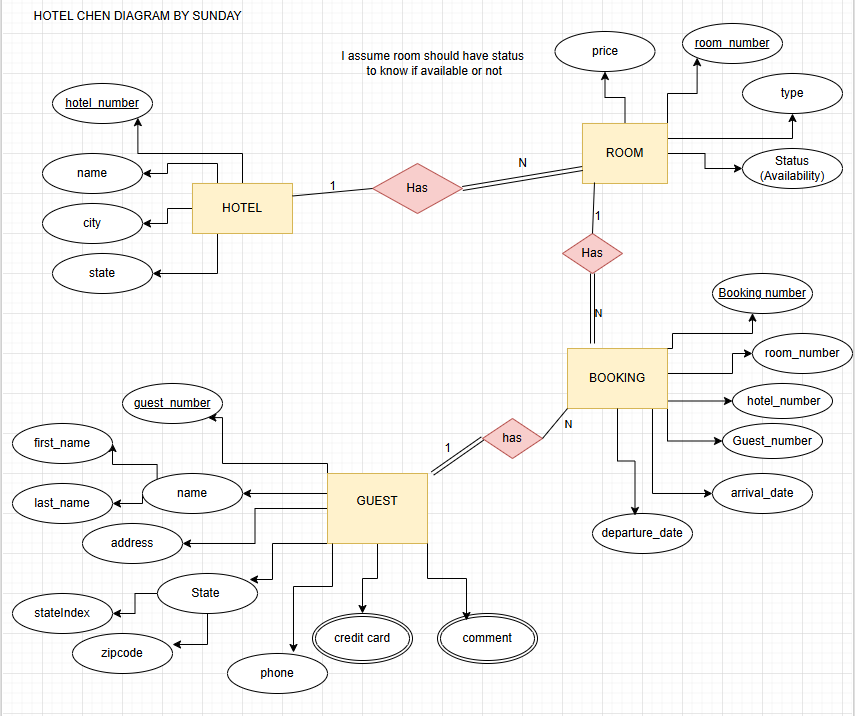 HOTEL CHEN DIAGRAM BY SUNDAY
I assume room should have status
to know if available or not
price
room_number
type
Status
(Availability)
ROOM
hotel_number
name
city
state
HOTEL
1
Has
N
1
Has
N
Booking number
room_number
hotel_number
Guest_number
arrival_date
departure_date
BOOKING
N
has
1
guest_number
first_name
last_name
name
address
GUEST
State
stateIndex
zipcode
phone
credit card
comment